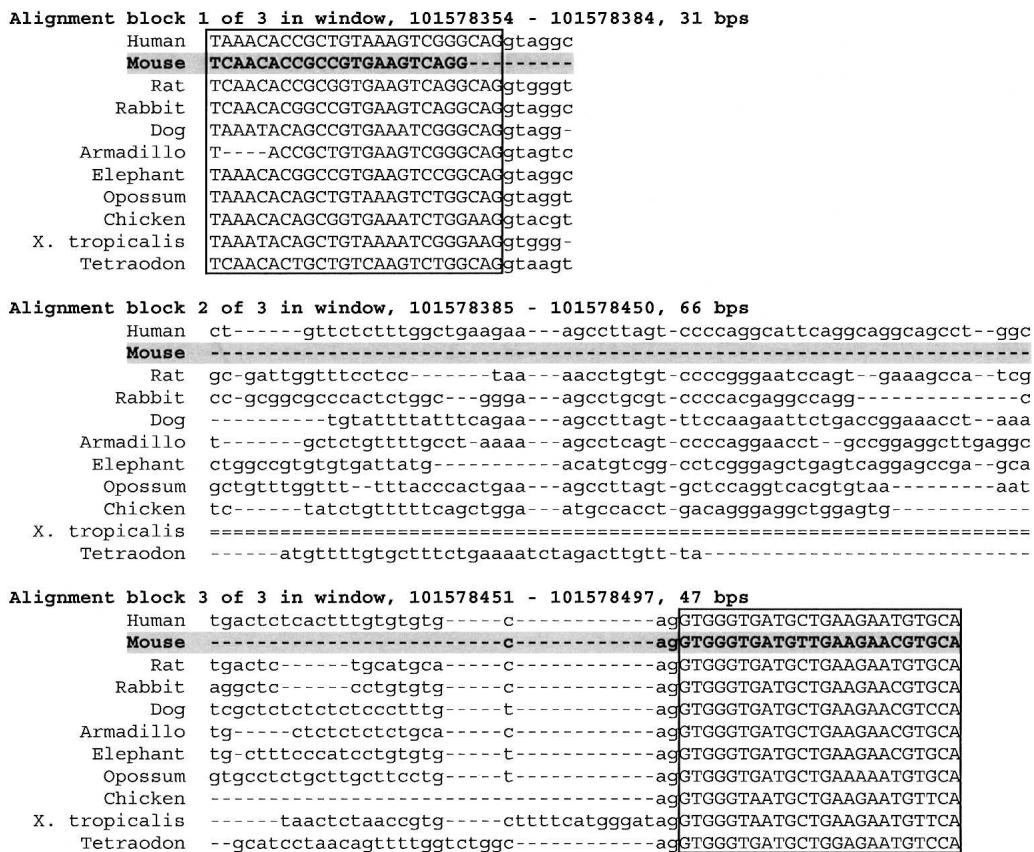 Alignment block 1 of 3 in window, 101578354 - 101578384, 31 bps
Human TAAACACCGCTGTAAAGTCGGGCAGgtaggc
Mouse TCAACACCGCCGTGAAGTCAGG---------
Rat TCAACACCGCGGTGAAGTCAGGCAGgtgggt
Rabbit TCAACACGGCCGTGAAGTCAGGCAGgtaggc
Dog TAAATACAGCCGTGAAATCGGGCAGgtagg-
Armadillo T----ACCGCTGTGAAGTCGGGCAGgtagtc
Elephant TAAACACGGCCGTGAAGTCCGGCAGgtaggc
Opossum TAAACACAGCTGTAAAGTCTGGCAGgtaggt
Chicken TAAACACAGCGGTGAAATCTGGAAGgtacgt
X. tropicalis TAAATACAGCTGTAAAATCGGGAAGgtggg-
Tetraodon TCAACACTGCTGTCAAGTCTGGCAGgtaagt
Alignment block 2 of 3 in window, 101578385 - 101578450, 66 bps
Human ct------gttctctttggctgaagaa---agccttagt-ccccaggcattcaggcaggcagcct--ggc
Mouse ----------------------------------------------------------------------
Rat gc-gattggtttcctcc-------taa---aacctgtgt-ccccgggaatccagt--gaaagcca--tcg
Rabbit cc-gcggcgcccactctggc---ggga---agcctgcgt-ccccacgaggccagg--------------c
Dog ----------tgtattttatttcagaa---agccttagt-ttccaagaattctgaccggaaacct--aaa
Armadillo t------gctctgttttgcct-aaaa---agcctcagt-ccccaggaacct--gccggaggcttgaggc
Elephant ctggccgtgtgtgattatg-----------acatgtcgg-cctcgggagctgagtcaggagccga--gca
Opossum gctgtttggttt--tttacccactgaa---agccttagt-gctccaggtcacgtgtaa---------aat
Chicken tc------tatctgtttttcagctgga---atgccacct-gacagggaggctggagtg------------
X. tropicalis ======================================================================
Tetraodon ------atgttttgtgctttctgaaaatctagacttgtt-ta----------------------------
Alignment block 3 of 3 in window, 101578451 - 101578497, 47 bps
Human tgactctcactttgtgtgtg-----c------------agGTGGGTGATGCTGAAGAATGTGCA
Mouse -------------------------c------------agGTGGGTGATGTTGAAGAACGTGCA
Rat tgactc------tgcatgca-----c------------agGTGGGTGATGCTGAAGAATGTGCA
Rabbit aggctc------cctgtgtg-----c------------agGTGGGTGATGCTGAAGAACGTGCA
Dog tcgctctctctctccctttg-----t------------agGTGGGTGATGCTGAAGAACGTCCA
Armadillo tg-----ctctctctctgca-----c------------agGTGGGTGATGCTGAAGAACGTGCA
Elephant tg-ctttcccatcctgtgtg-----t------------agGTGGGTGATGCTGAAGAACGTGCA
Opossum gtgcctctgcttgcttcctg-----t------------agGTGGGTGATGCTGAAAAATGTGCA
Chicken --------------------------------------agGTGGGTAATGCTGAAGAATGTTCA
X. tropicalis ------taactctaaccgtg-----cttttcatgggatagGTGGGTAATGCTGAAGAATGTTCA
Tetraodon --gcatcctaacagttttggtctggc------------agGTGGGTGATGCTGGAGAATGTCCA